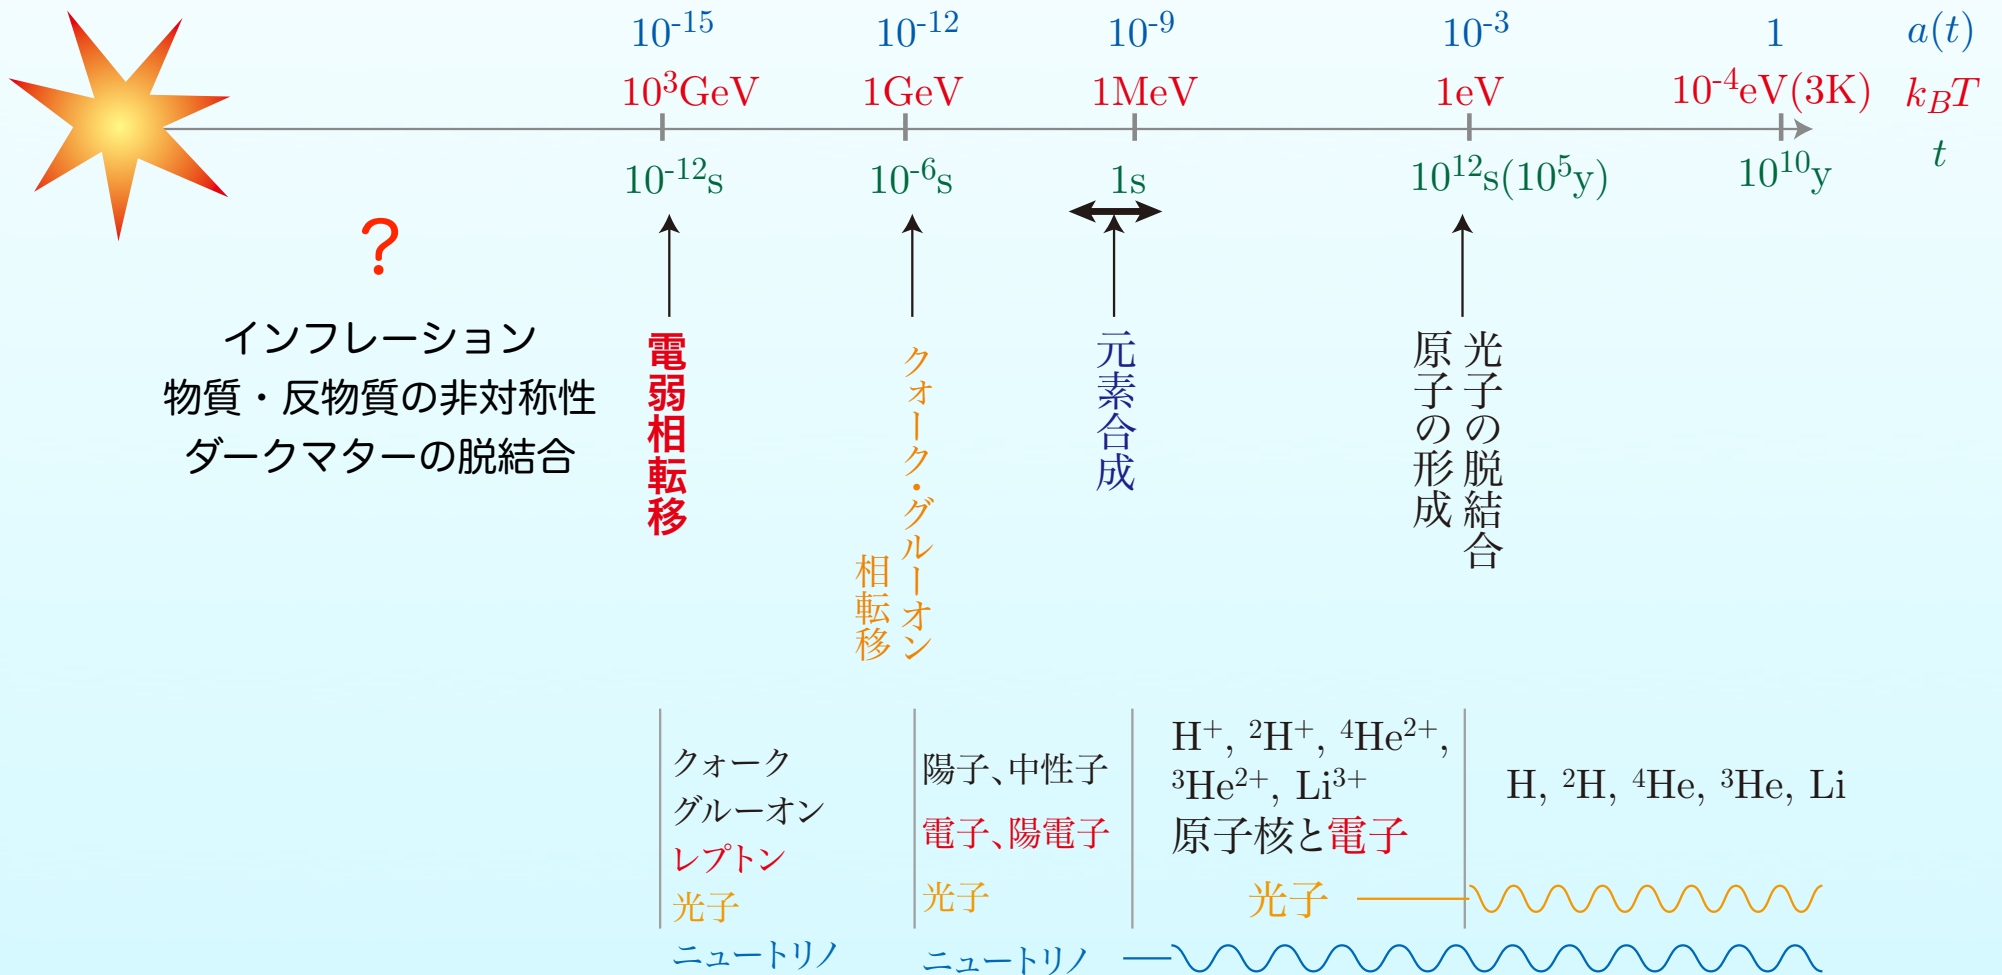 10⁻¹⁵ 10⁻¹² 10⁻⁹ 10⁻³ 1 a(t)
10³GeV 1GeV 1MeV 1eV 10⁻⁴eV(3K) k_BT
10⁻¹²s 10⁻⁶s 1s 10¹²s(10⁵y) 10¹⁰y t
?
インフレーション
物質・反物質の非対称性
ダークマターの脱結合
電弱相転移
クォーク・グルーオン
相転移
元素合成
光子の脱結合
原子の形成
クォーク
グルーオン
レプトン
光子
ニュートリノ
陽子、中性子
電子、陽電子
光子
ニュートリノ
H⁺, ²H⁺, ⁴He²⁺,
³He²⁺, Li³⁺
原子核と電子
光子
H, ²H, ⁴He, ³He, Li